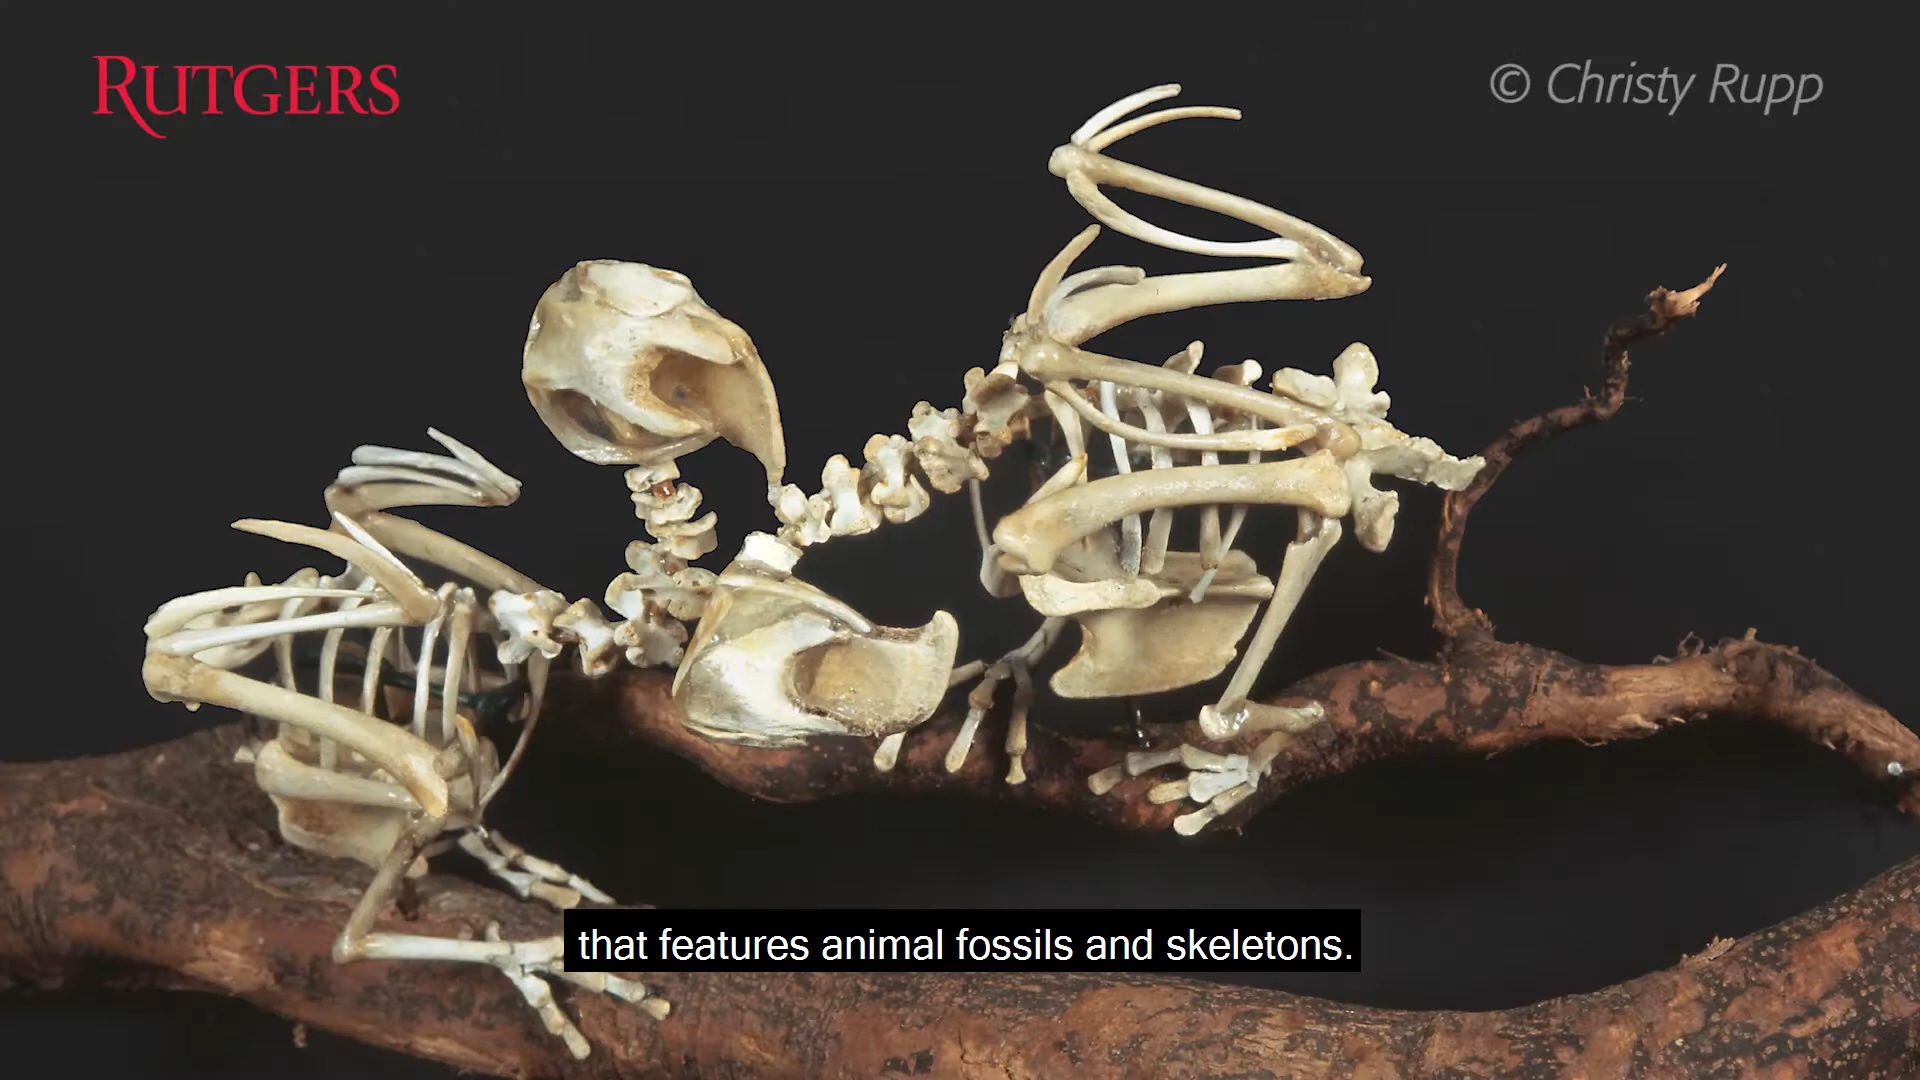 RUTGERS
© Christy Rupp
that features animal fossils and skeletons.